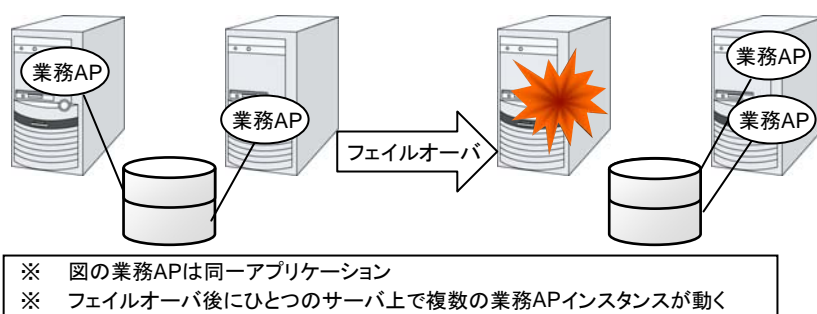 業務AP
業務AP
フェイルオーバ
業務AP
業務AP
※ 図の業務APは同一アプリケーション
※ フェイルオーバ後にひとつのサーバ上で複数の業務APインスタンスが動く